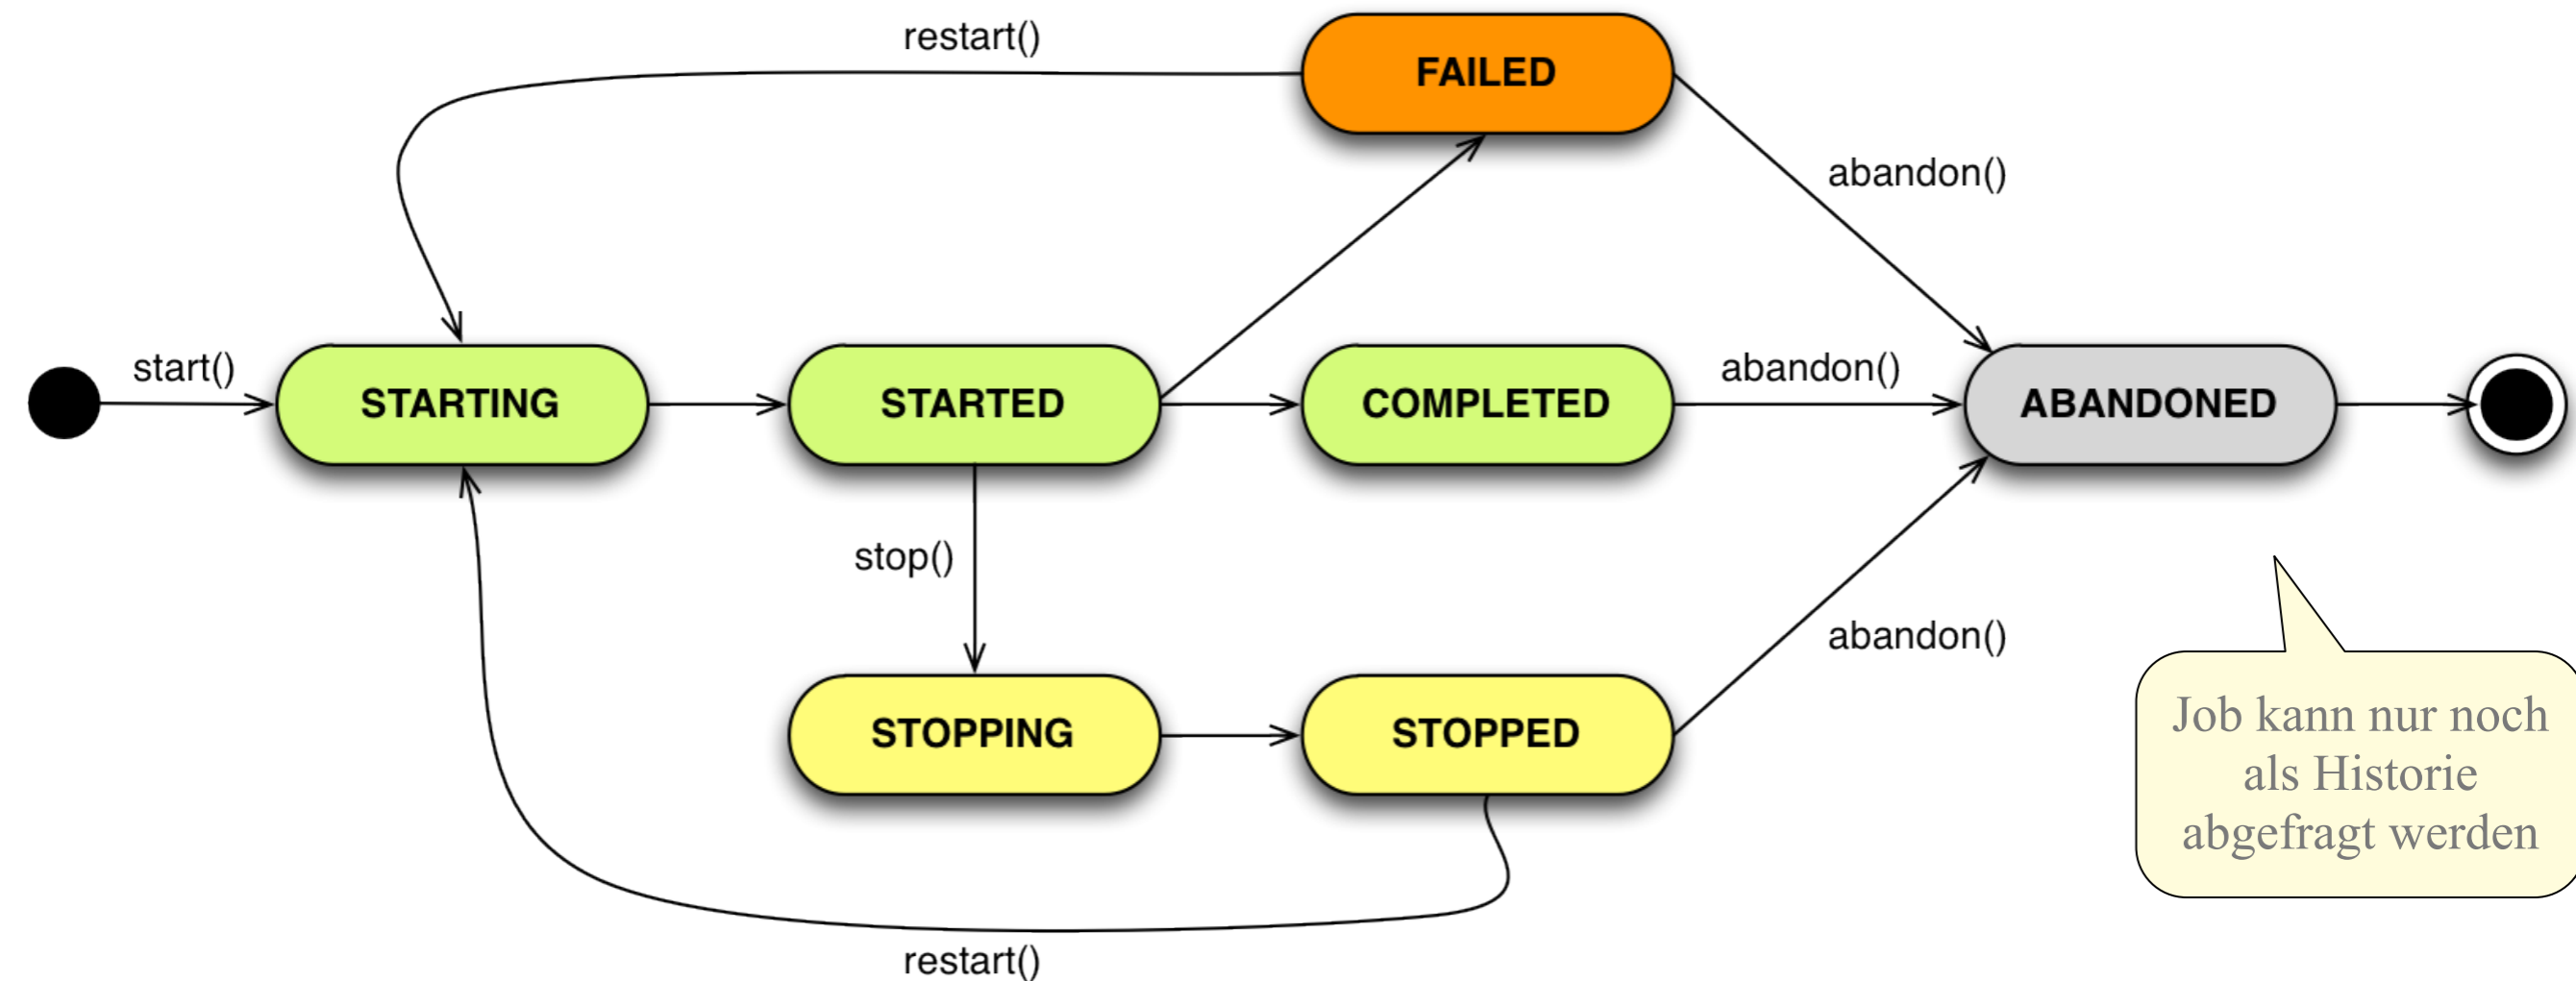 restart()
FAILED
abandon()
start()
STARTING
STARTED
COMPLETED
abandon()
ABANDONED
stop()
abandon()
STOPPING
STOPPED
Job kann nur noch
als Historie
abgefragt werden
restart()